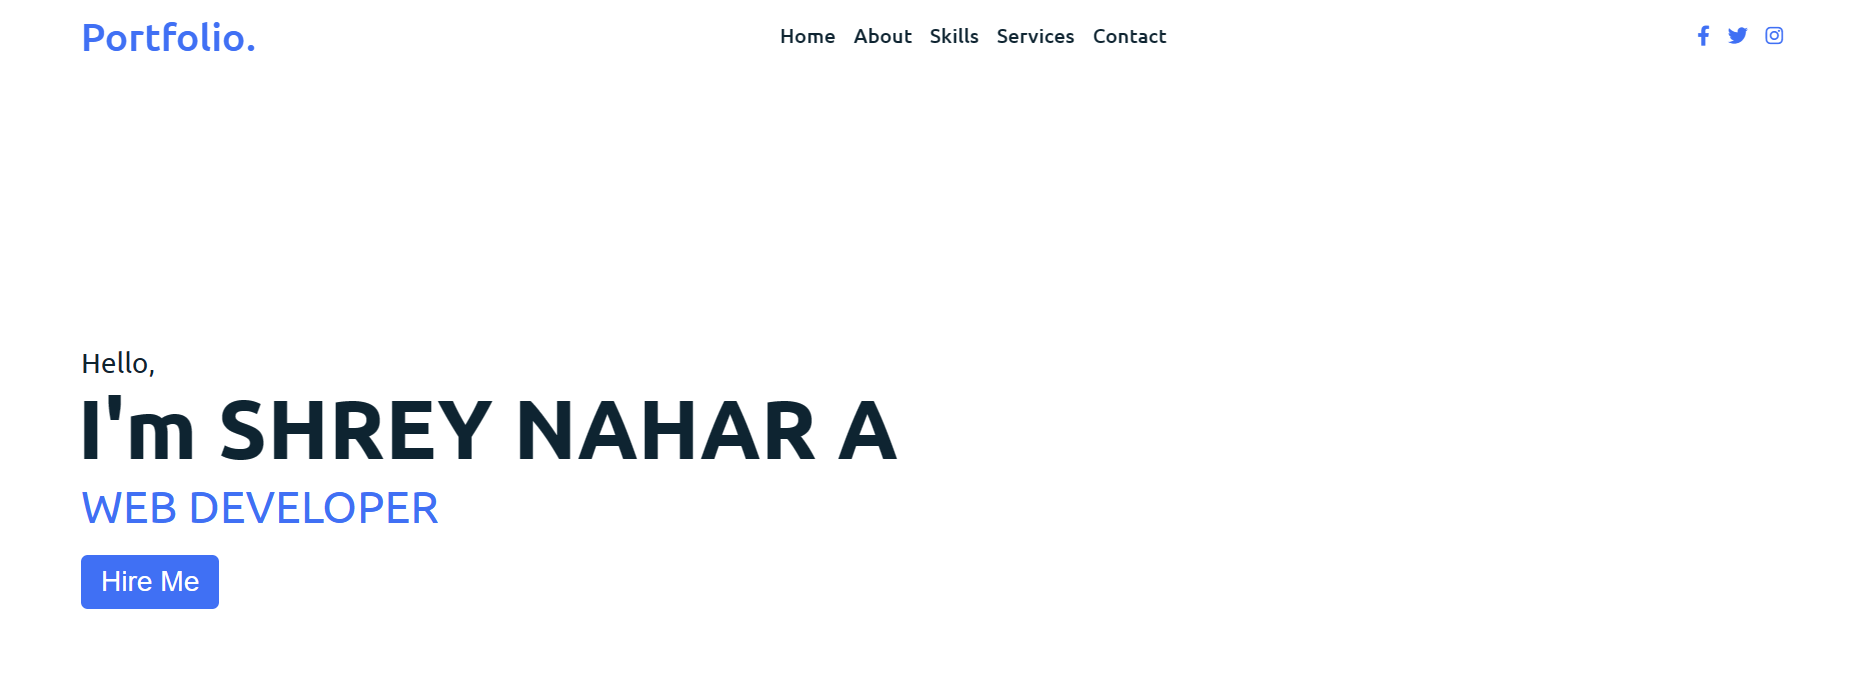 Portfolio.
Home About Skills Services Contact
Hello,
I'm SHREY NAHAR A
WEB DEVELOPER
Hire Me